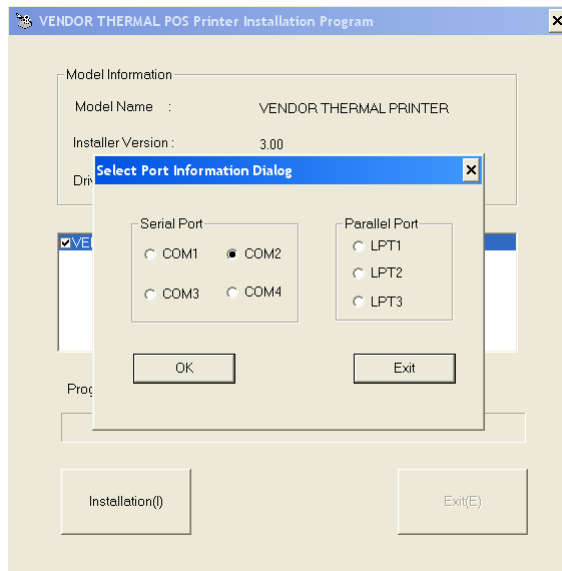 VENDOR THERMAL POS Printer Installation Program
Model Information
Model Name : VENDOR THERMAL PRINTER
Installer Version : 3.00
Select Port Information Dialog
Serial Port Parallel Port
COM1 COM2 LPT1
LPT2
COM3 COM4 LPT3
OK Exit
Installation(I) Exit(E)